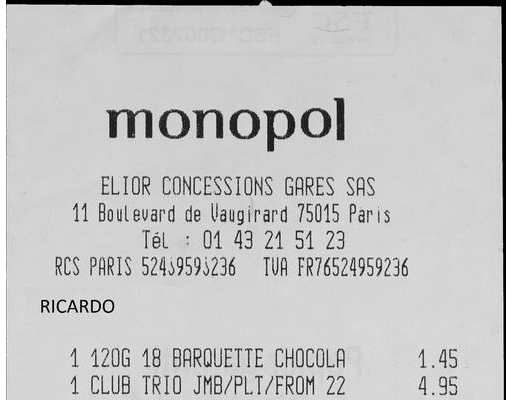 monopol
ELIOR CONCESSIONS GARES SAS
11 Boulevard de Vaugirard 75015 Paris
Tél : 01 43 21 51 23
RCS PARIS TVA FR76524959236
RICARDO
1 120G 18 BARQUETTE CHOCOLA 1.45
1 CLUB TRIO JMB/PLT/FROM 22 4.95